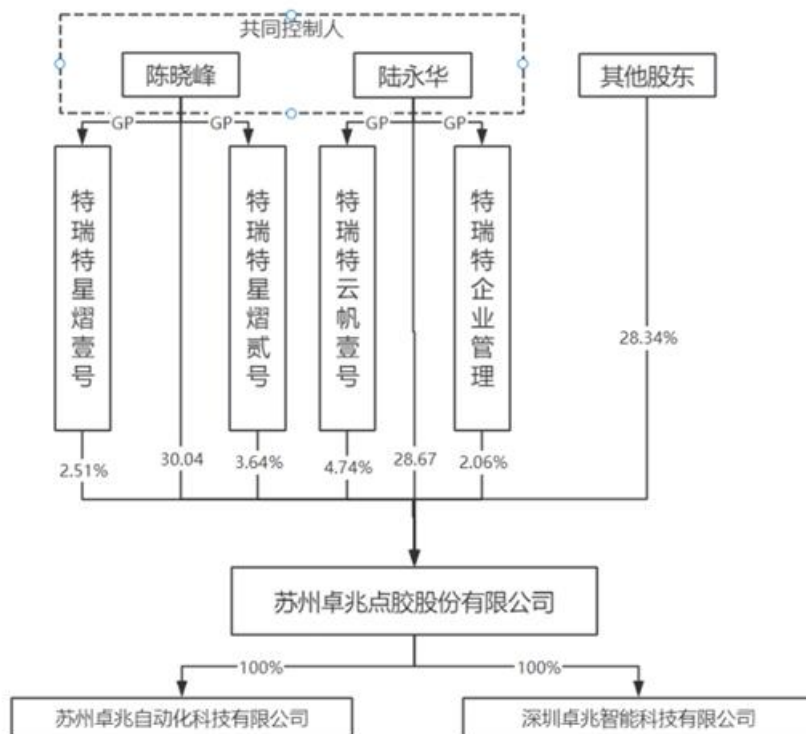 共同控制人
陈晓峰
陆永华
其他股东
GP
GP
GP
GP
特瑞特星熠壹号
特瑞特星熠贰号
特瑞特云帆壹号
特瑞特企业管理
28.34%
2.51%
30.04
3.64%
4.74%
28.67
2.06%
苏州卓兆点胶股份有限公司
100%
100%
苏州卓兆自动化科技有限公司
深圳卓兆智能科技有限公司